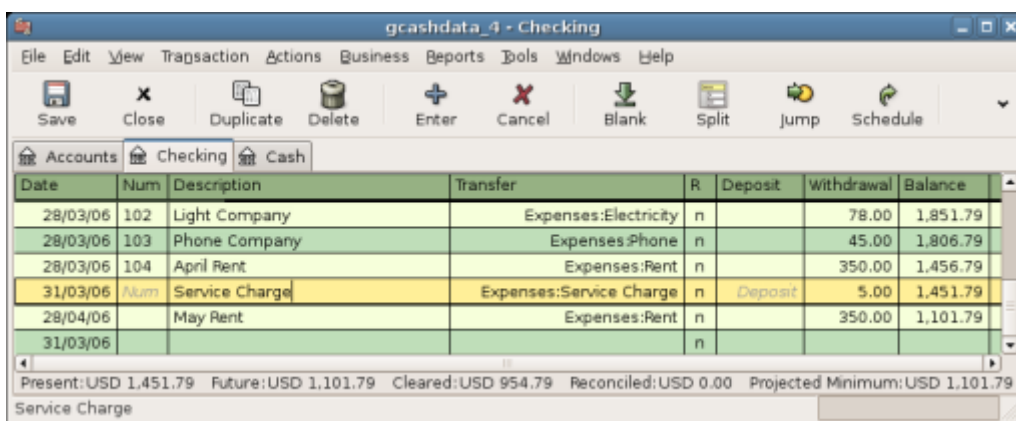 gcashdata_4 - Checking
File Edit View Transaction Actions Business Reports Tools Windows Help
Save Close Duplicate Delete Enter Cancel Blank Split Jump Schedule
Accounts Checking Cash
Date Num Description Transfer R Deposit Withdrawal Balance
28/03/06 102 Light Company Expenses:Electricity n 78.00 1,851.79
28/03/06 103 Phone Company Expenses:Phone n 45.00 1,806.79
28/03/06 104 April Rent Expenses:Rent n 350.00 1,456.79
31/03/06 Num Service Charge Expenses:Service Charge n Deposit 5.00 1,451.79
28/04/06 May Rent Expenses:Rent n 350.00 1,101.79
31/03/06 n
Present:USD 1,451.79 Future:USD 1,101.79 Cleared:USD 954.79 Reconciled:USD 0.00 Projected Minimum:USD 1,101.79
Service Charge